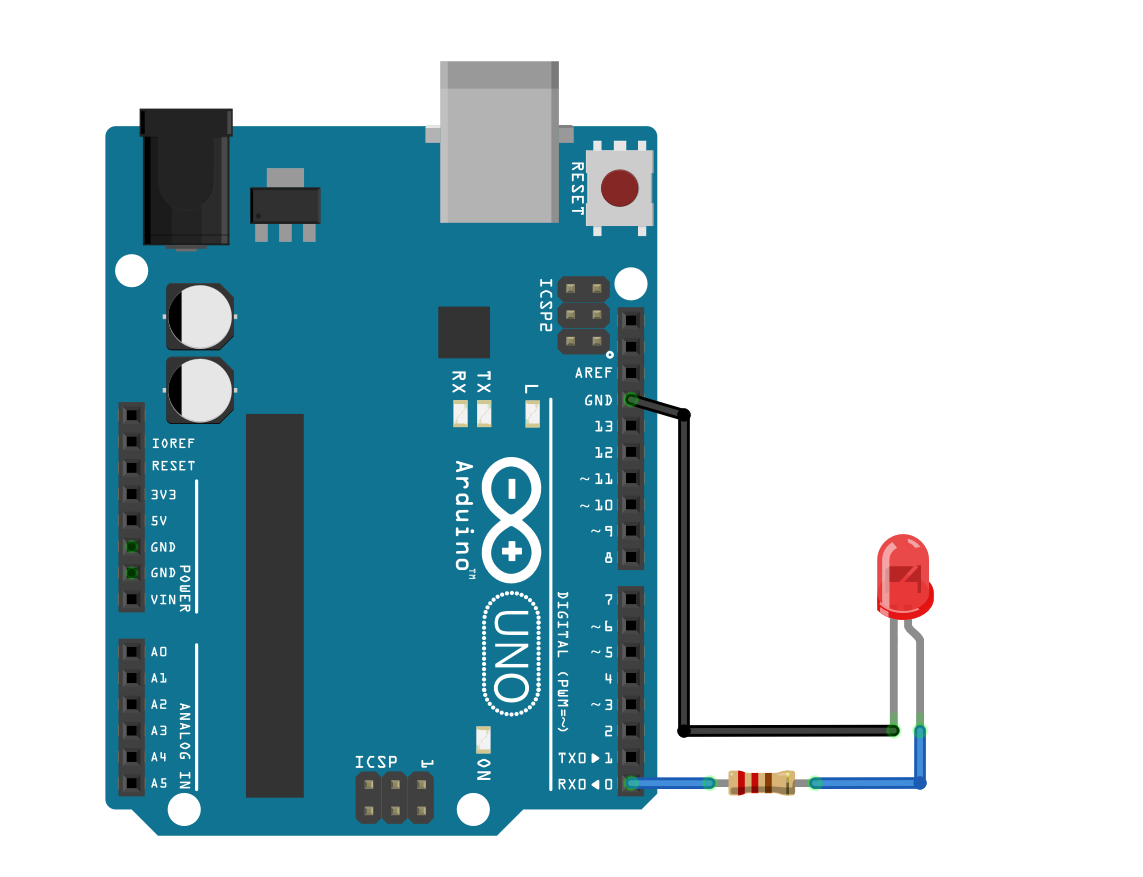 RESET
ICSP2
AREF
GND
13
12
~11
~10
~9
8
RX
TX
L
IOREF
RESET
3V3
5V
GND
GND
VIN
POWER
Arduino™
UNO
7
~6
~5
4
~3
2
TX0▶1
RX0◀0
DIGITAL (PWM=~)
A0
A1
A2
A3
A4
A5
ANALOG IN
ICSP
1
ON